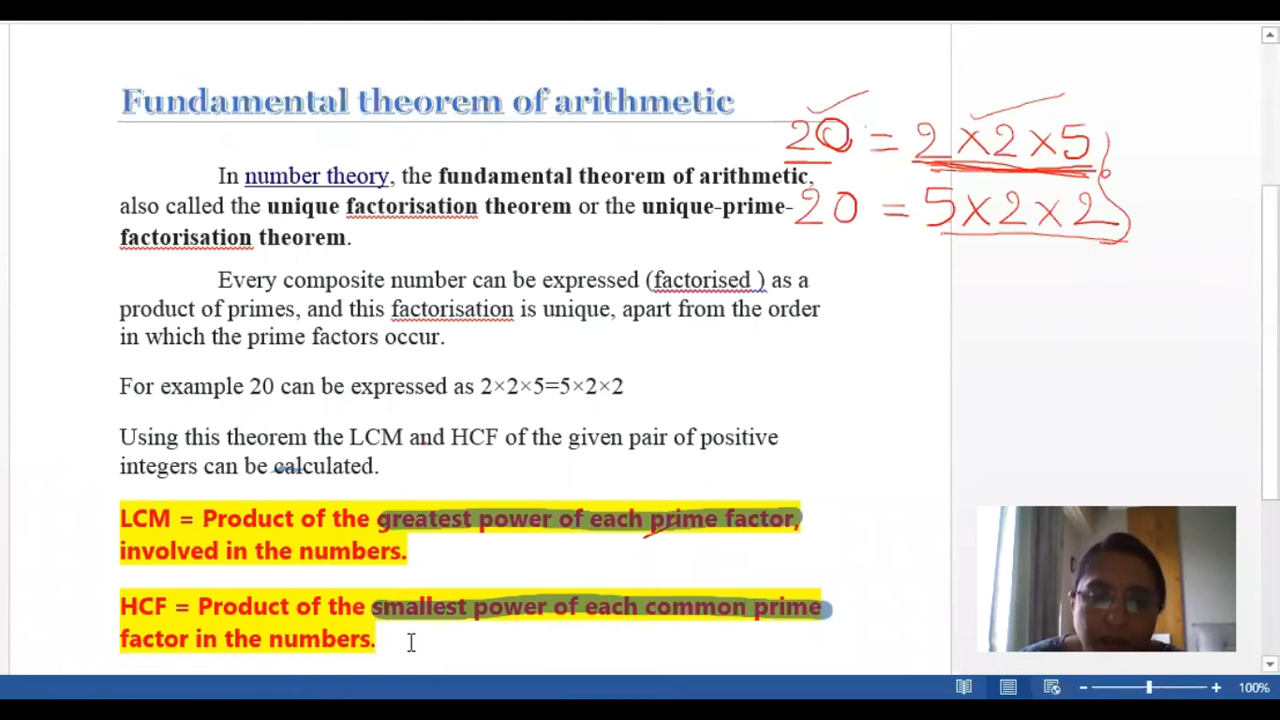 Fundamental theorem of arithmetic
20 = 2×2×5
In number theory, the fundamental theorem of arithmetic,
also called the unique factorisation theorem or the unique-prime-
20 = 5×2×2
factorisation theorem.
Every composite number can be expressed (factorised ) as a
product of primes, and this factorisation is unique, apart from the order
in which the prime factors occur.
For example 20 can be expressed as 2×2×5=5×2×2
Using this theorem the LCM and HCF of the given pair of positive
integers can be calculated.
LCM = Product of the greatest power of each prime factor,
involved in the numbers.
HCF = Product of the smallest power of each common prime
factor in the numbers.
100%